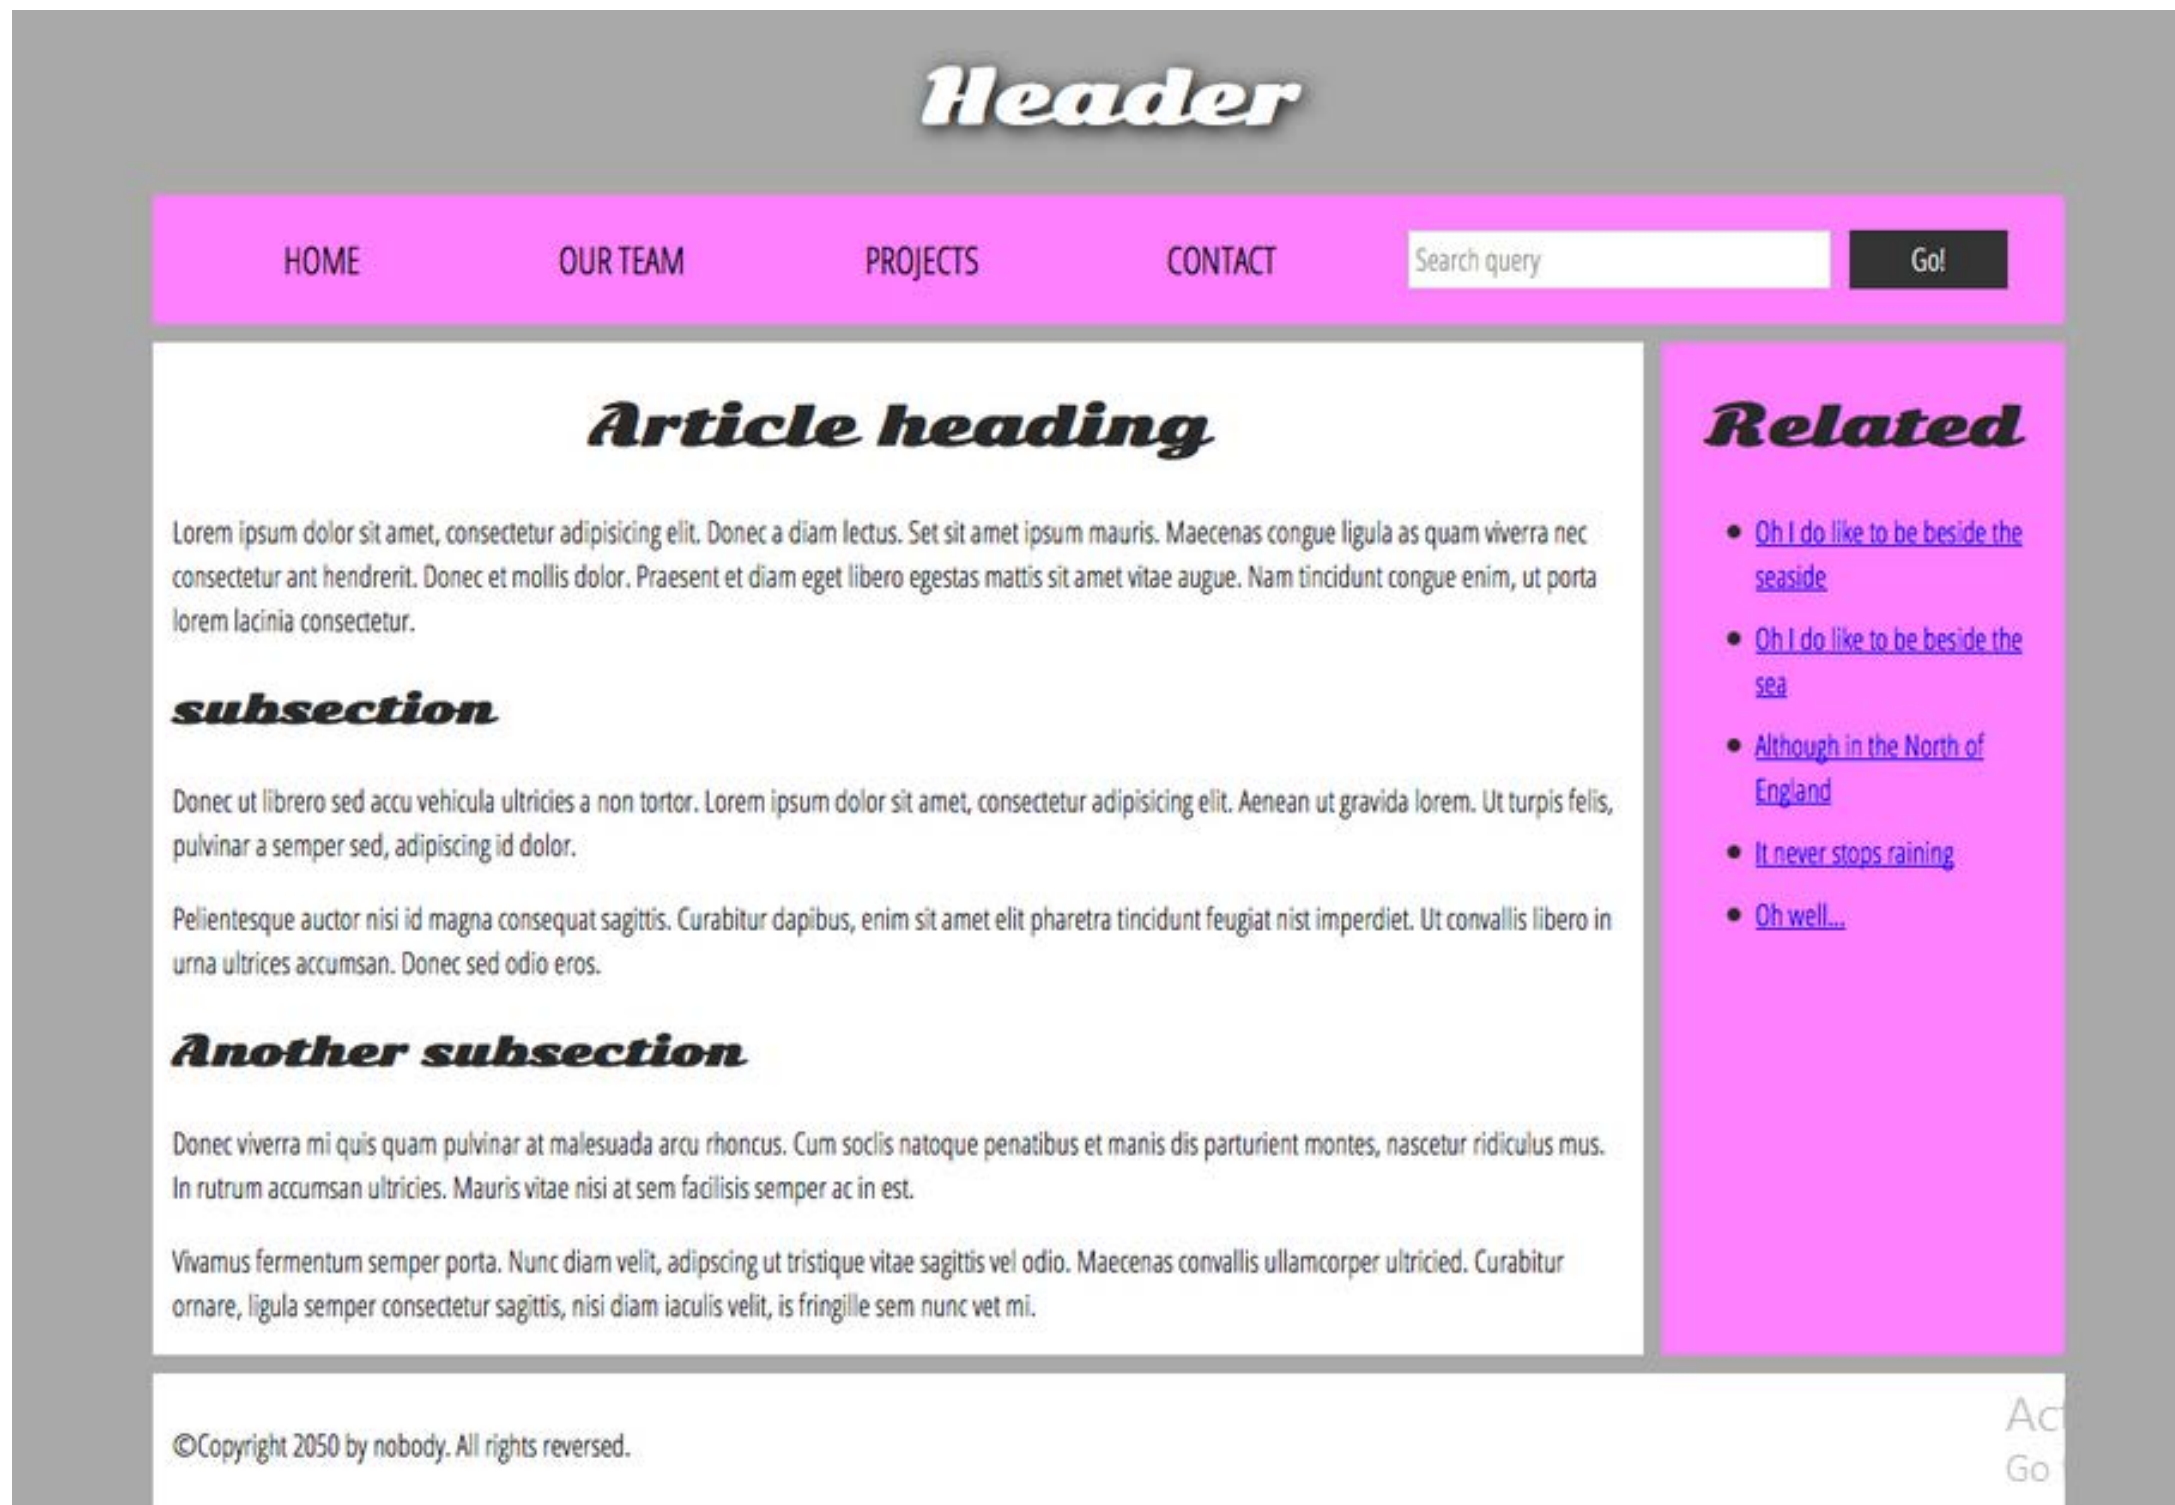 Header
HOME OUR TEAM PROJECTS CONTACT Search query Go!
Article heading
Lorem ipsum dolor sit amet, consectetur adipisicing elit. Donec a diam lectus. Set sit amet ipsum mauris. Maecenas congue ligula as quam viverra nec
consectetur ant hendrerit. Donec et mollis dolor. Praesent et diam eget libero egestas mattis sit amet vitae augue. Nam tincidunt congue enim, ut porta
lorem lacinia consectetur.
subsection
Donec ut librero sed accu vehicula ultricies a non tortor. Lorem ipsum dolor sit amet, consectetur adipisicing elit. Aenean ut gravida lorem. Ut turpis felis,
pulvinar a semper sed, adipiscing id dolor.
Pelientesque auctor nisi id magna consequat sagittis. Curabitur dapibus, enim sit amet elit pharetra tincidunt feugiat nist imperdiet. Ut convallis libero in
urna ultrices accumsan. Donec sed odio eros.
Another subsection
Donec viverra mi quis quam pulvinar at malesuada arcu rhoncus. Cum soclis natoque penatibus et manis dis parturient montes, nascetur ridiculus mus.
In rutrum accumsan ultricies. Mauris vitae nisi at sem facilisis semper ac in est.
Vivamus fermentum semper porta. Nunc diam velit, adipscing ut tristique vitae sagittis vel odio. Maecenas convallis ullamcorper ultricied. Curabitur
ornare, ligula semper consectetur sagittis, nisi diam iaculis velit, is fringille sem nunc vet mi.
Related
• Oh I do like to be beside the
seaside
• Oh I do like to be beside the
sea
• Although in the North of
England
• It never stops raining
• Oh well...
©Copyright 2050 by nobody. All rights reversed.
Go